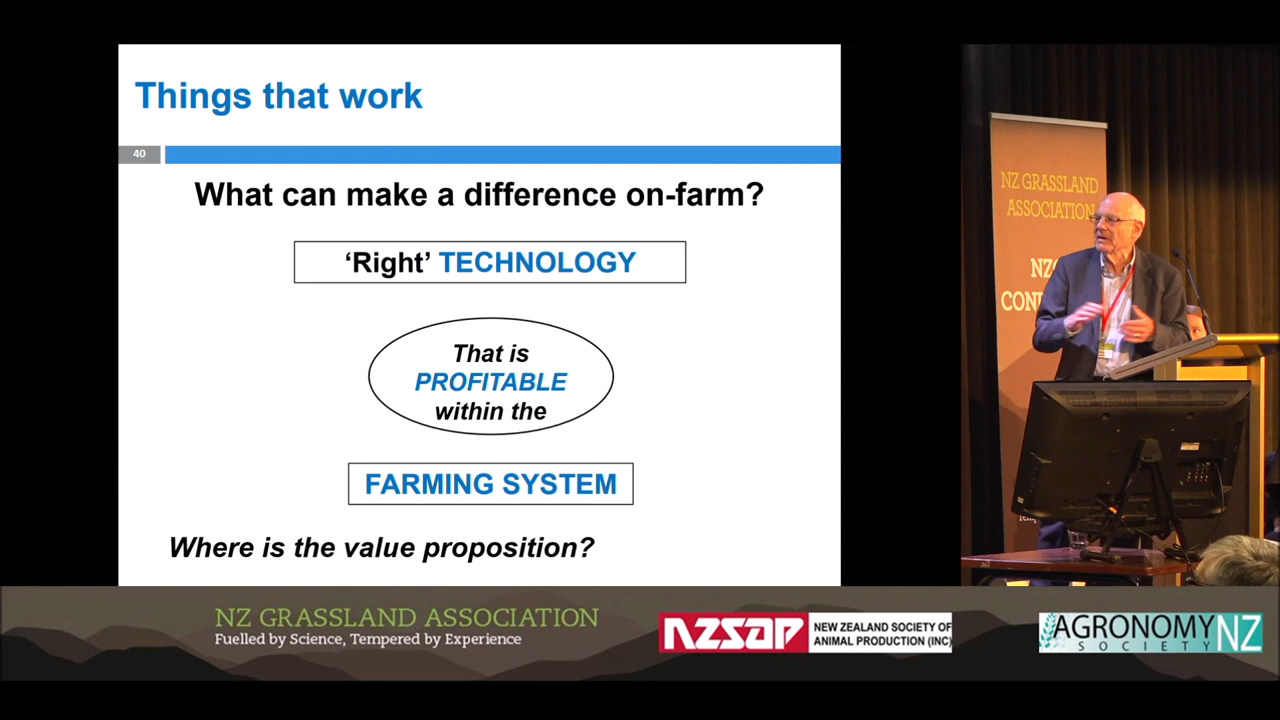 Things that work
40
What can make a difference on-farm?
‘Right’ TECHNOLOGY
That is
PROFITABLE
within the
FARMING SYSTEM
Where is the value proposition?
NZ GRASSLAND
ASSOCIATION
NZ GRASSLAND ASSOCIATION
Fuelled by Science, Tempered by Experience
NZSAP
NEW ZEALAND SOCIETY OF
ANIMAL PRODUCTION (INC)
AGRONOMY NZ
SOCIETY